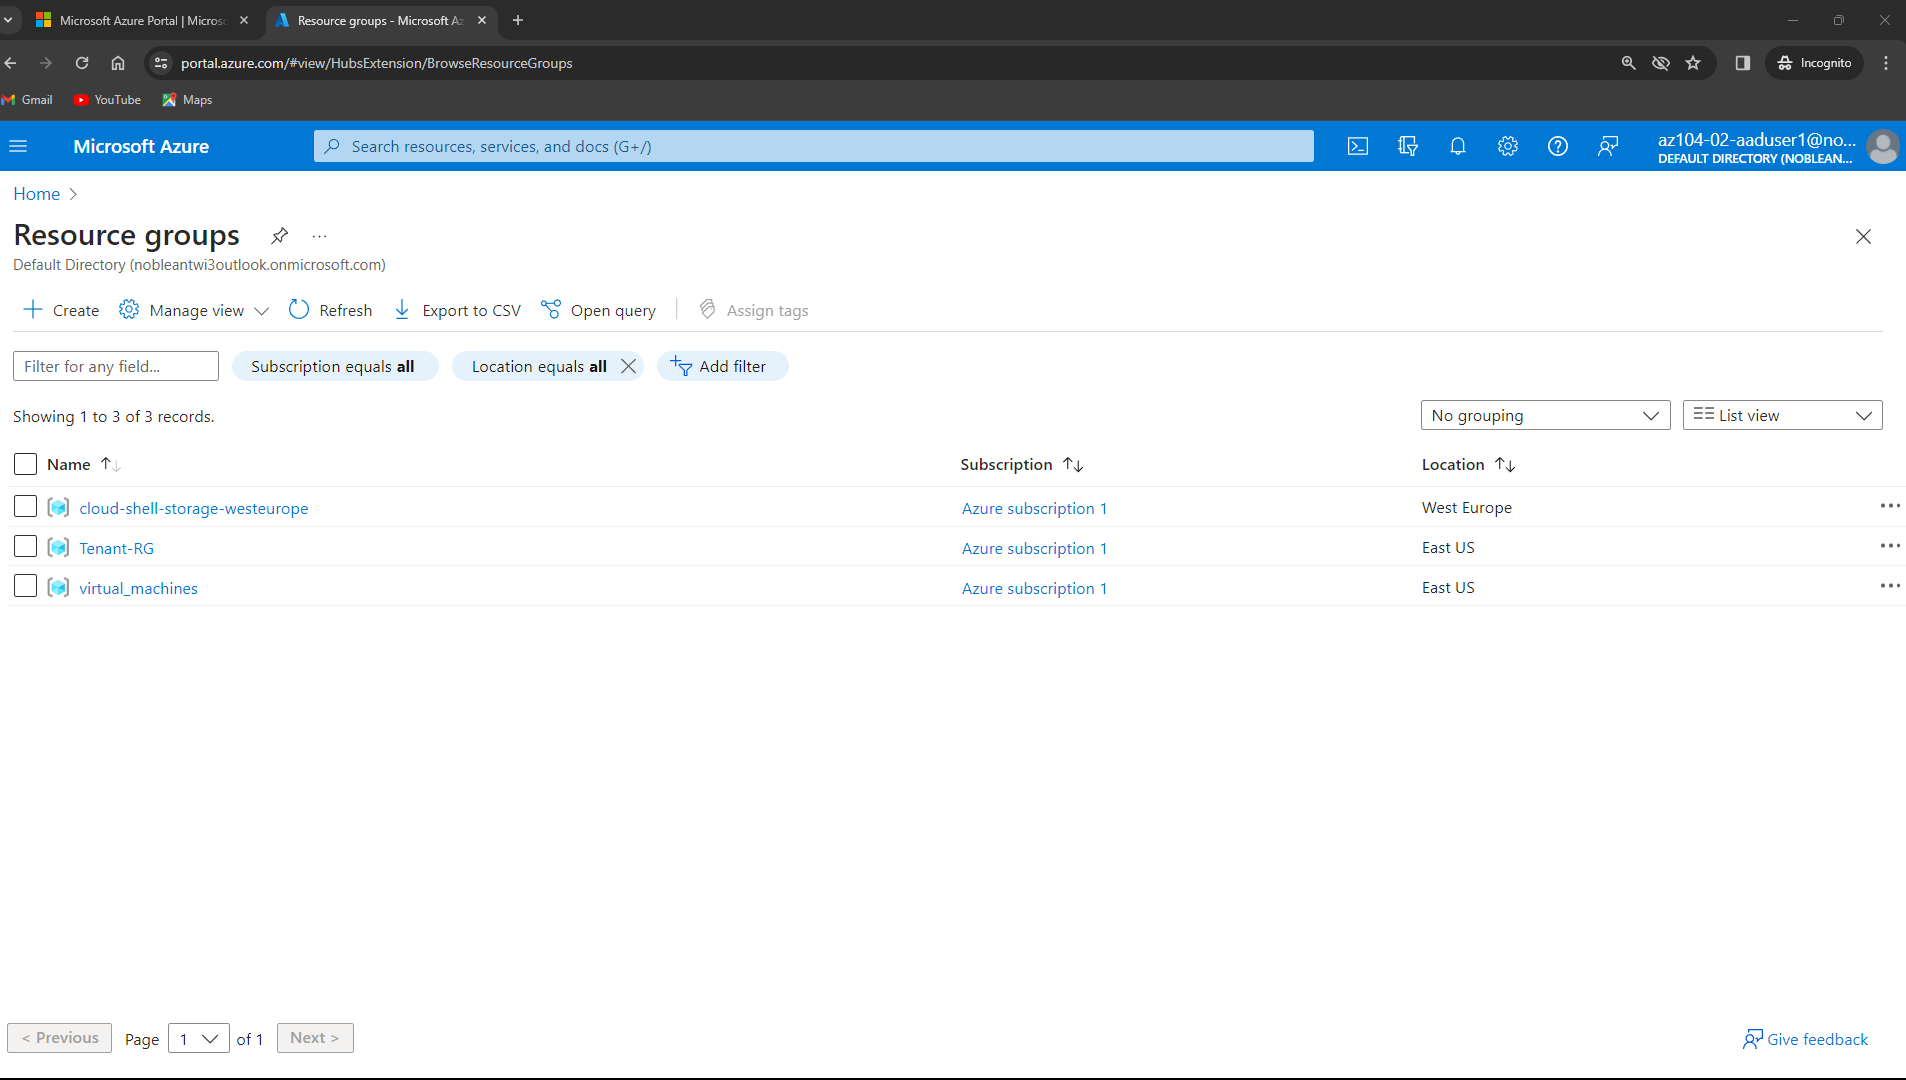 Microsoft Azure Portal | Micros
Resource groups - Microsoft Az
portal.azure.com/#view/HubsExtension/BrowseResourceGroups
Incognito
Gmail
YouTube
Maps
Microsoft Azure
Search resources, services, and docs (G+/)
az104-02-aaduser1@no...
DEFAULT DIRECTORY (NOBLEAN...
Home
Resource groups
Default Directory (nobleantwi3outlook.onmicrosoft.com)
Create
Manage view
Refresh
Export to CSV
Open query
Assign tags
Filter for any field...
Subscription equals all
Location equals all
Add filter
Showing 1 to 3 of 3 records.
No grouping
List view
Name
Subscription
Location
cloud-shell-storage-westeurope
Azure subscription 1
West Europe
Tenant-RG
Azure subscription 1
East US
virtual_machines
Azure subscription 1
East US
< Previous
Page
1
of 1
Next >
Give feedback